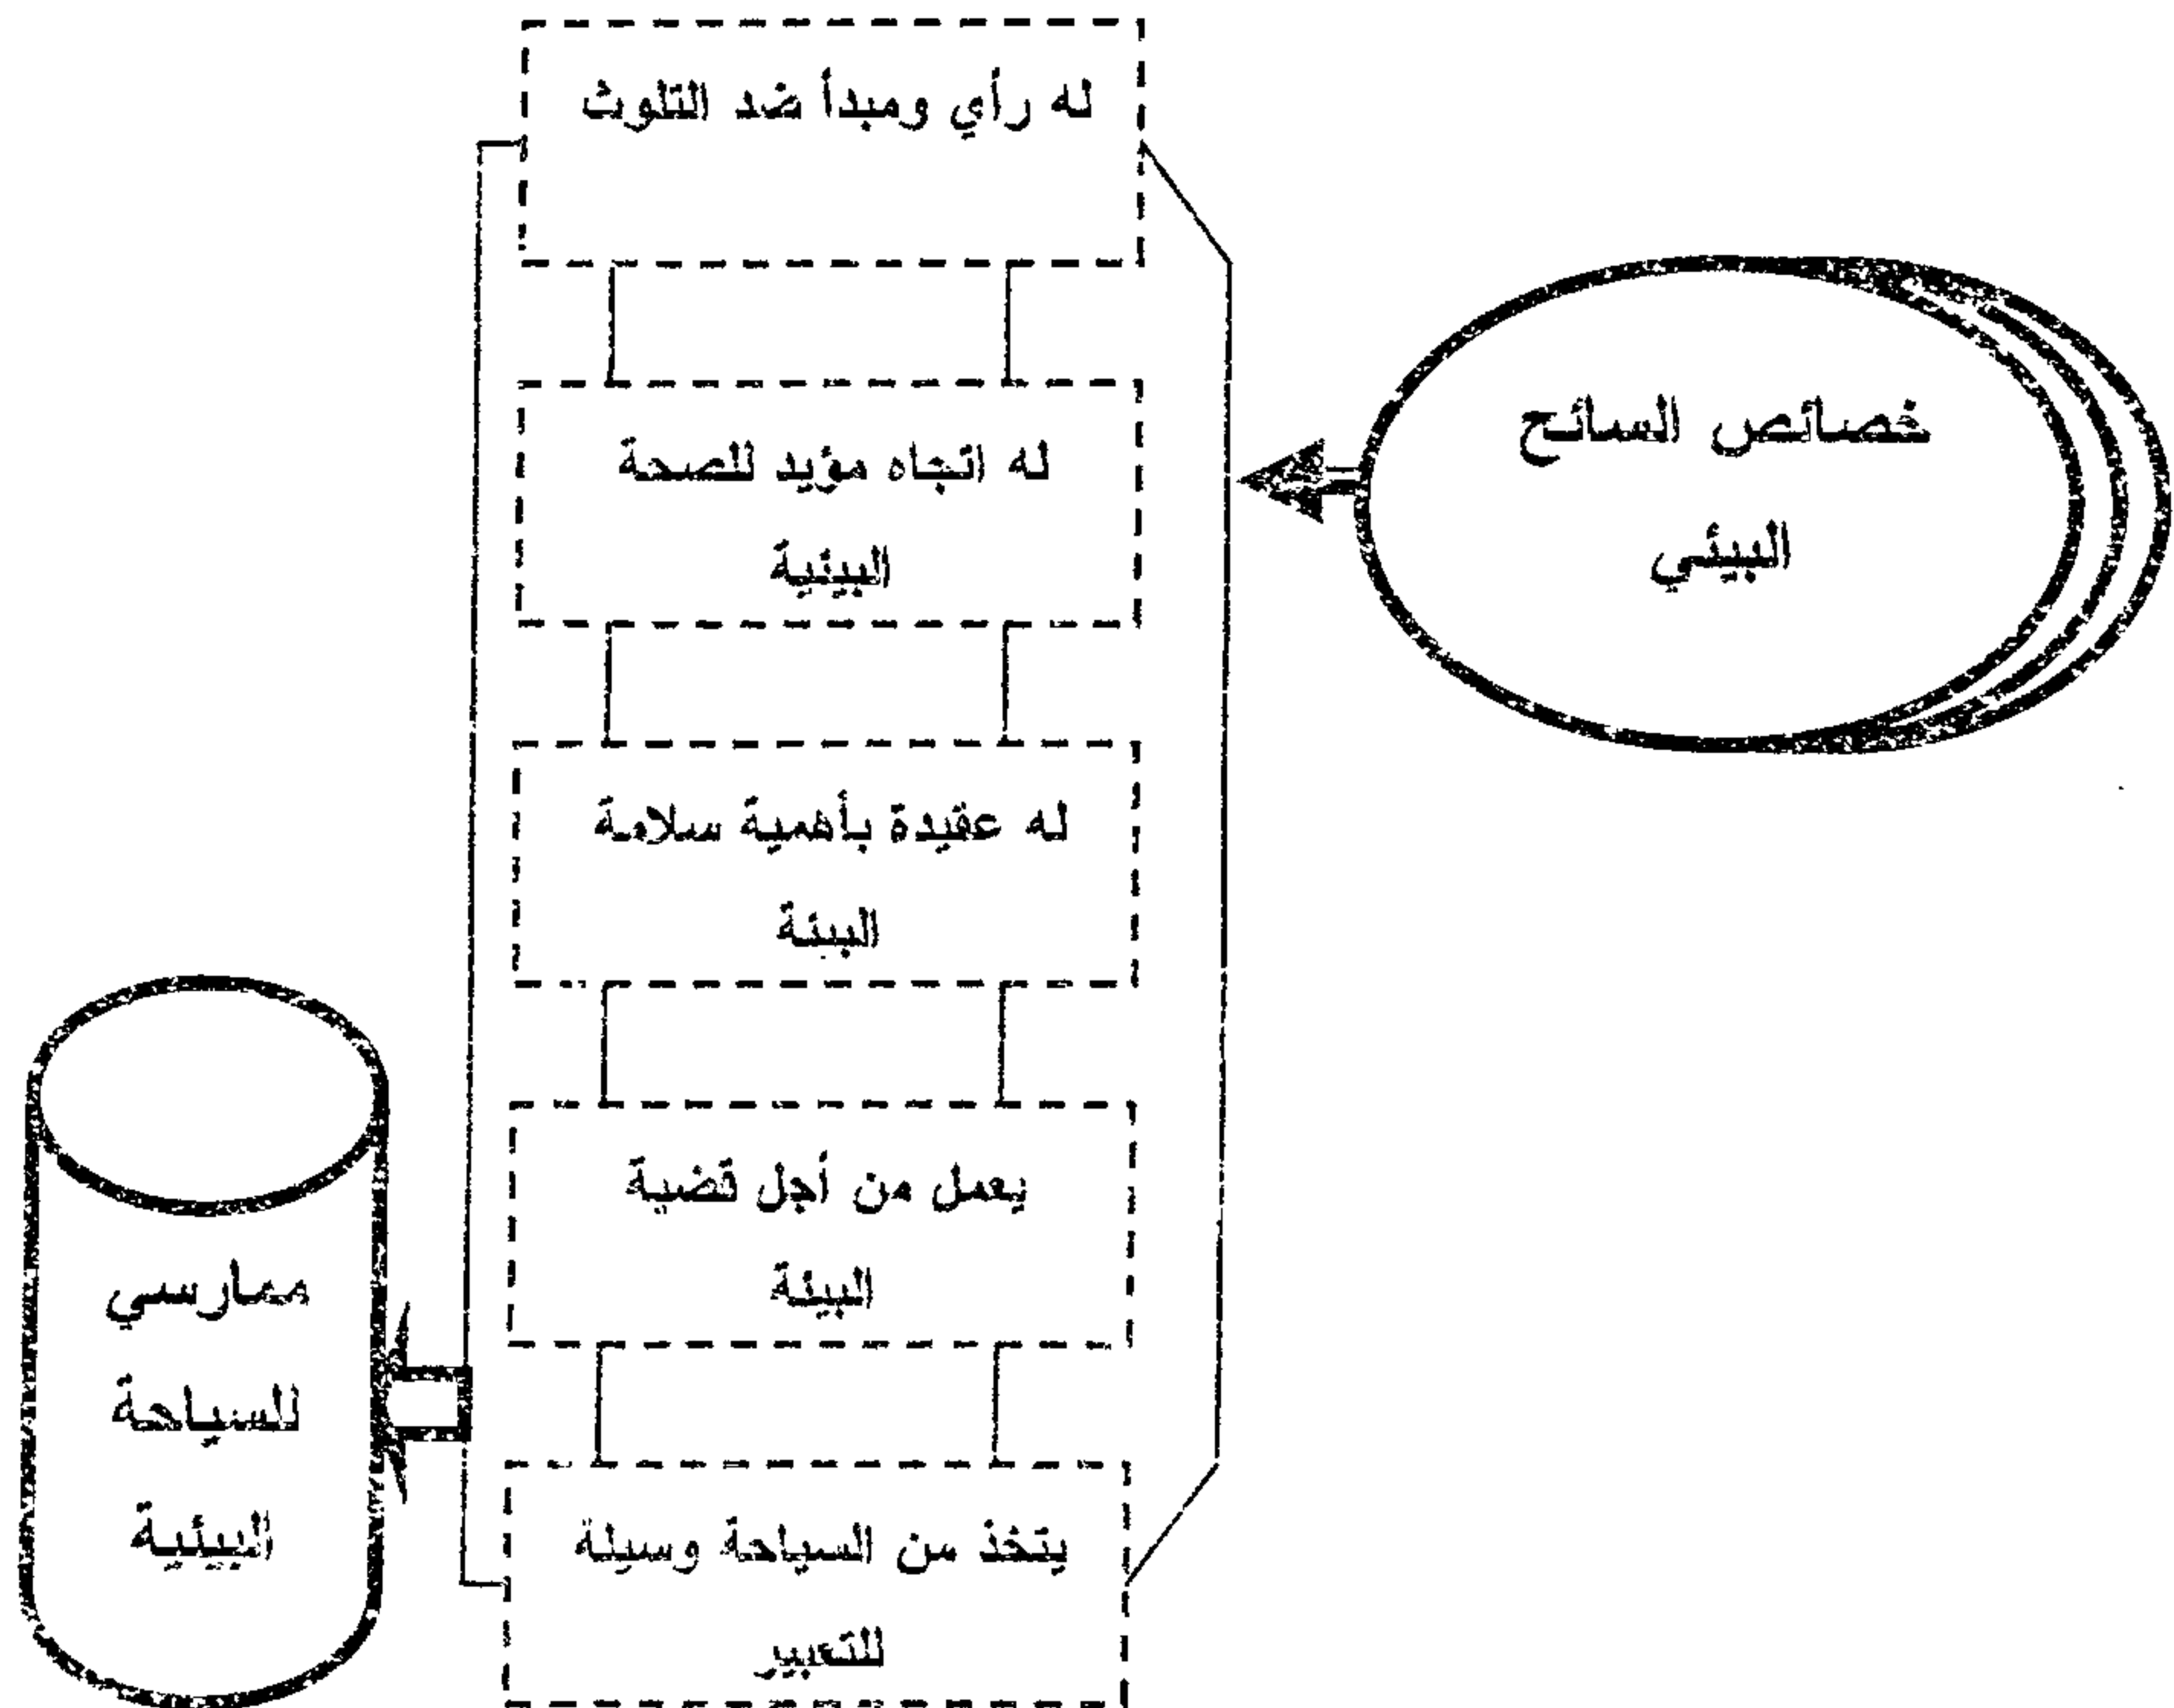 خصائص السائح
البيئي
له رأي ومبدأ ضد التلوث
له اتجاه مؤيد للصحة
البيئية
له عقيدة بأهمية سلامة
البيئة
يعمل من أجل قضية
البيئة
يتخذ من السياحة وسيلة
للتعبير
ممارسي
للسياحة
البيئية